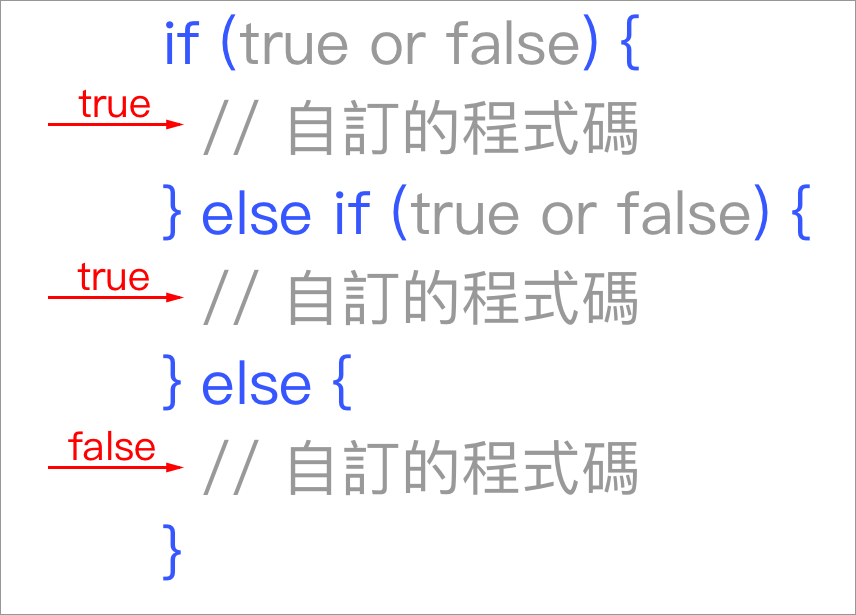 if (true or false) {
true
// 自訂的程式碼
} else if (true or false) {
true
// 自訂的程式碼
} else {
false
// 自訂的程式碼
}